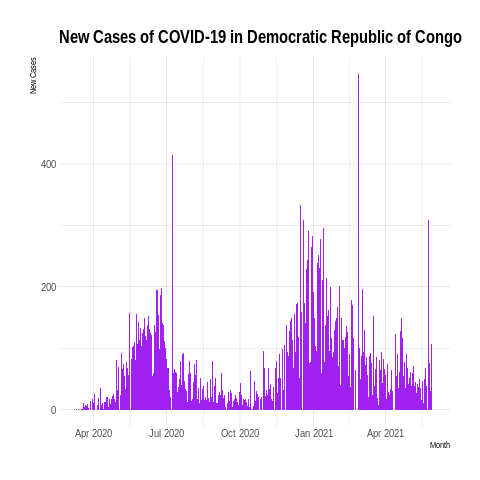 New Cases of COVID-19 in Democratic Republic of Congo
New Cases
400
200
0
Apr 2020 Jul 2020 Oct 2020 Jan 2021 Apr 2021
Month